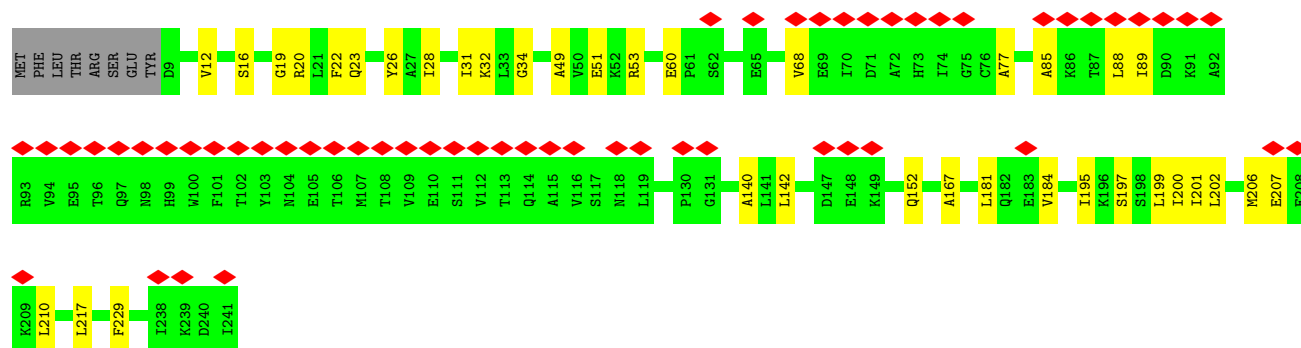 MET PHE LEU THR ARG SER GLU TYR D9 V12 S16 G19 R20 L21 F22 Q23 Y26 A27 I28 I31 K32 L33 G34 A49 V50 E51 K52 R53 E60 P61 S62 E65 V68 E69 I70 D71 A72 H73 I74 G75 C76 A77 A85 K86 T87 L88 I89 D90 K91 A92
R93 V94 E95 T96 Q97 N98 H99 W100 F101 T102 Y103 N104 E105 T106 M107 T108 V109 E110 S111 V112 T113 Q114 A115 V116 S117 N118 L119 P130 G131 A140 L141 L142 D147 E148 K149 Q152 A167 L181 Q182 E183 V184 I195 K196 S197 S198 L199 I200 I201 L202 M206 E207 E208
K209 L210 L217 F229 I238 K239 D240 I241